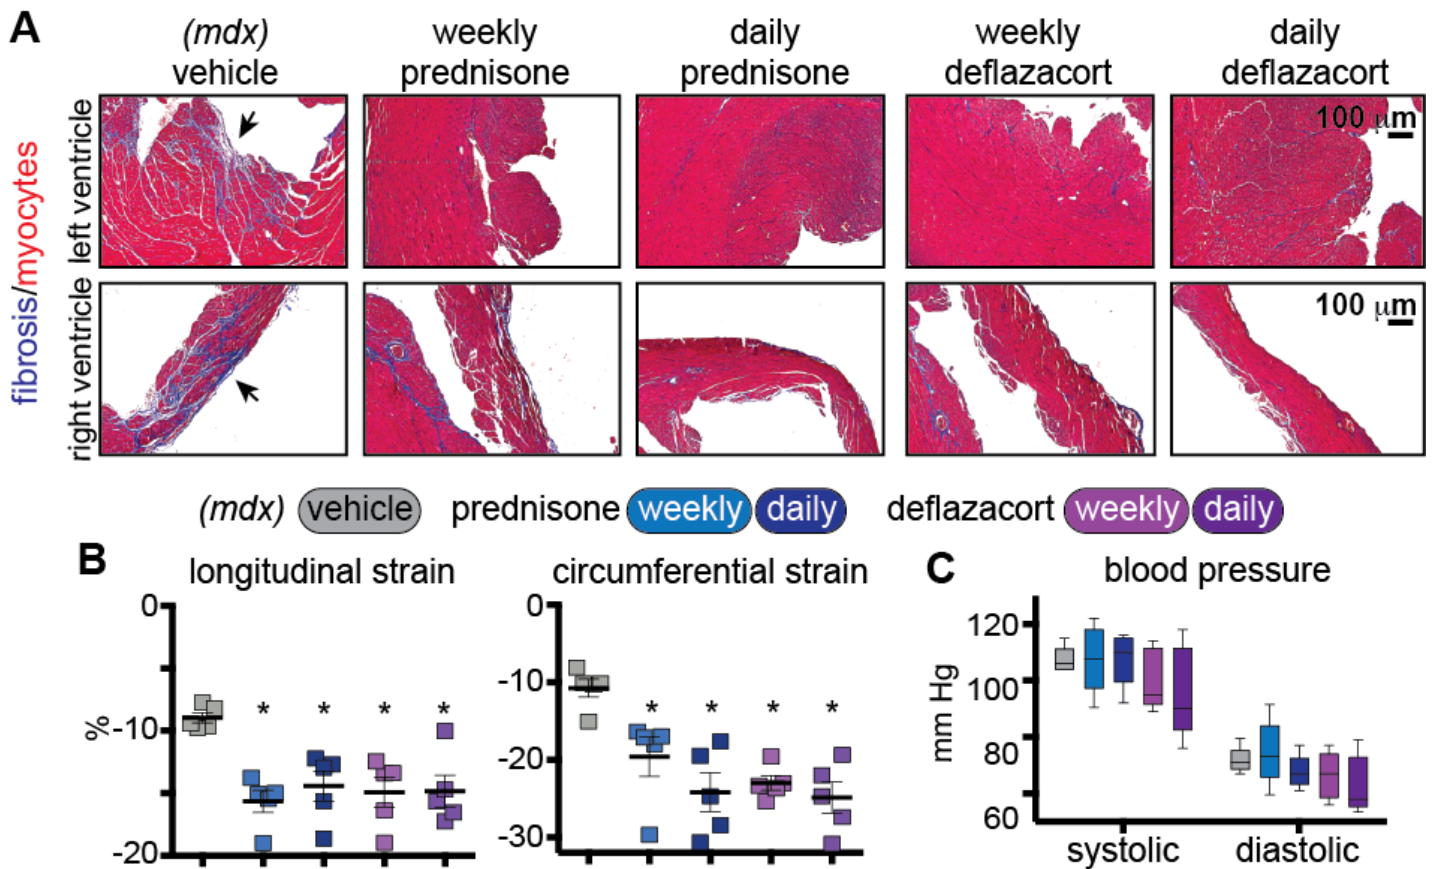 A
(mdx)
vehicle
weekly
prednisone
daily
prednisone
weekly
deflazacort
daily
deflazacort
fibrosis/myocytes
left ventricle
100 μm
right ventricle
100 μm
(mdx) vehicle prednisone weekly daily deflazacort weekly daily
B
longitudinal strain
%
0
-10
-20
* * * *
circumferential strain
0
-10
-20
-30
* * * *
C
blood pressure
mm Hg
120
100
80
60
systolic diastolic